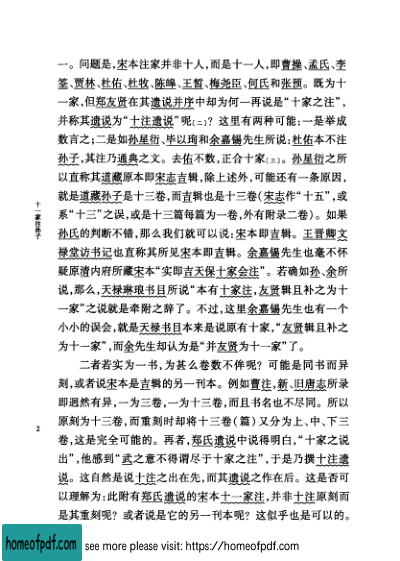 一。问题是，宋本注家并非十人，而是十一人，即曹操、孟氏、李
筌、贾林、杜佑、杜牧、陈皞、王晳、梅尧臣、何氏和张预。既为十
一家，但郑友贤在其遗说并序中却为何一再说是“十家之注”，
并称其遗说为“十注遗说”呢〔二〕？这里有两种可能：一是举成
数言之；二是如孙星衍、毕以珣和余嘉锡先生所说：杜佑本不注
孙子，其注乃通典之文。去佑不数，正合十家〔三〕。孙星衍之所
以直称其道藏原本即宋志吉辑，除上述外，可能还有一条原因，
就是道藏孙子是十三卷，而吉辑也是十三卷（宋志作“十五”，或
系“十三”之误，或是十三篇每篇为一卷，外有附录二卷）。如果
孙氏的判断不错，那么我们就可以说：宋本即吉辑。王晋卿文
禄堂访书记也直称其所见宋本即吉辑。余嘉锡先生也毫不怀
疑原清内府所藏宋本“实即吉天保十家会注”。若确如孙、余所
说，那么，天禄琳琅书目所说“本有十家注，友贤辑且补之为十
一家”之说就是牵附之辞了。不过，这里余嘉锡先生也有一个
小小的误会，就是天禄书目本来是说原有十家，“友贤辑且补之
为十一家”，而余先生却认为是“并友贤为十一家”了。
二者若实为一书，为甚么卷数不侔呢？可能是同书而异
刻，或者说宋本是吉辑的另一刊本。例如曹注，新、旧唐志所录
即迥然有异，一为三卷，一为十三卷，而且书名也不尽同。所以
原刻为十三卷，而重刻时却将十三卷（篇）又分为上、中、下三
卷，这是完全可能的。再者，郑氏遗说中说得明白，“十家之说
出”，他感到“武之意不得谓尽于十家之注”，于是乃撰十注遗
说。这自然是说十注之出在先，而其遗说之作在后。这是否可
以理解为：此附有郑氏遗说的宋本十一家注，并非十注原刻而
是其重刻呢？或者说是它的另一刊本呢？这似乎也是可以的。
十一家注孙子
2
homeofpdf.com
see more please visit: https://homeofpdf.com